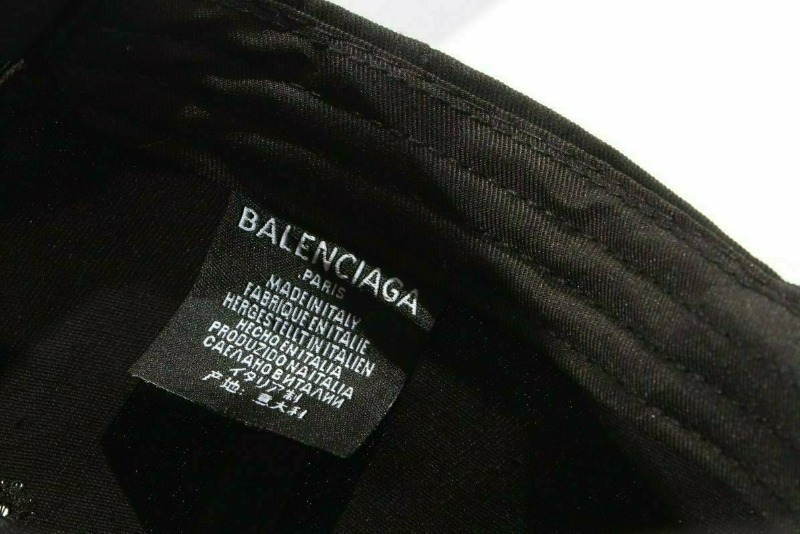 BALENCIAGA
PARIS
MADE IN ITALY
FABRIQUE EN ITALIE
HERGESTELLT IN ITALIEN
HECHO EN ITALIA
PRODUZIDO NA ITALIA
СДЕЛАНО В ИТАЛИИ
イタリア制
产地:意大利